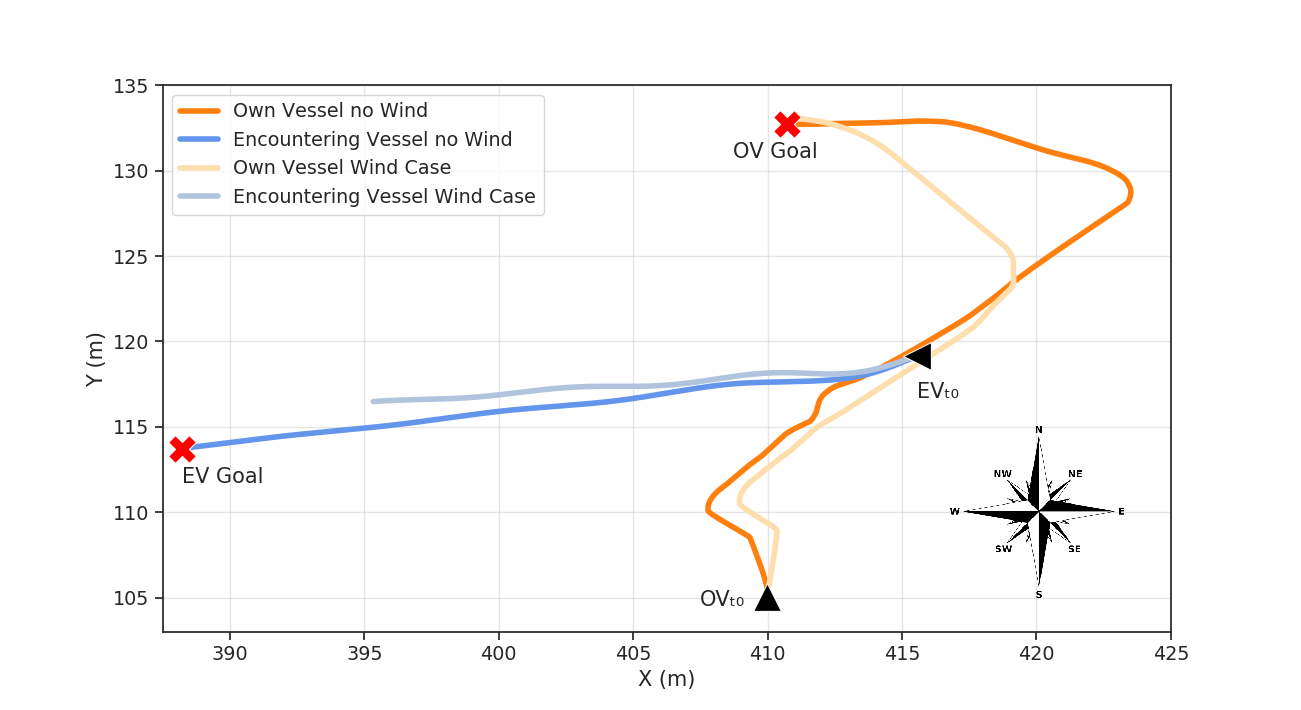 135
130
125
120
115
110
105
Y (m)
Own Vessel no Wind
Encountering Vessel no Wind
Own Vessel Wind Case
Encountering Vessel Wind Case
OV Goal
EVₜ₀
EV Goal
OVₜ₀
N
NW
NE
W
E
SW
SE
S
390
395
400
405
410
415
420
425
X (m)